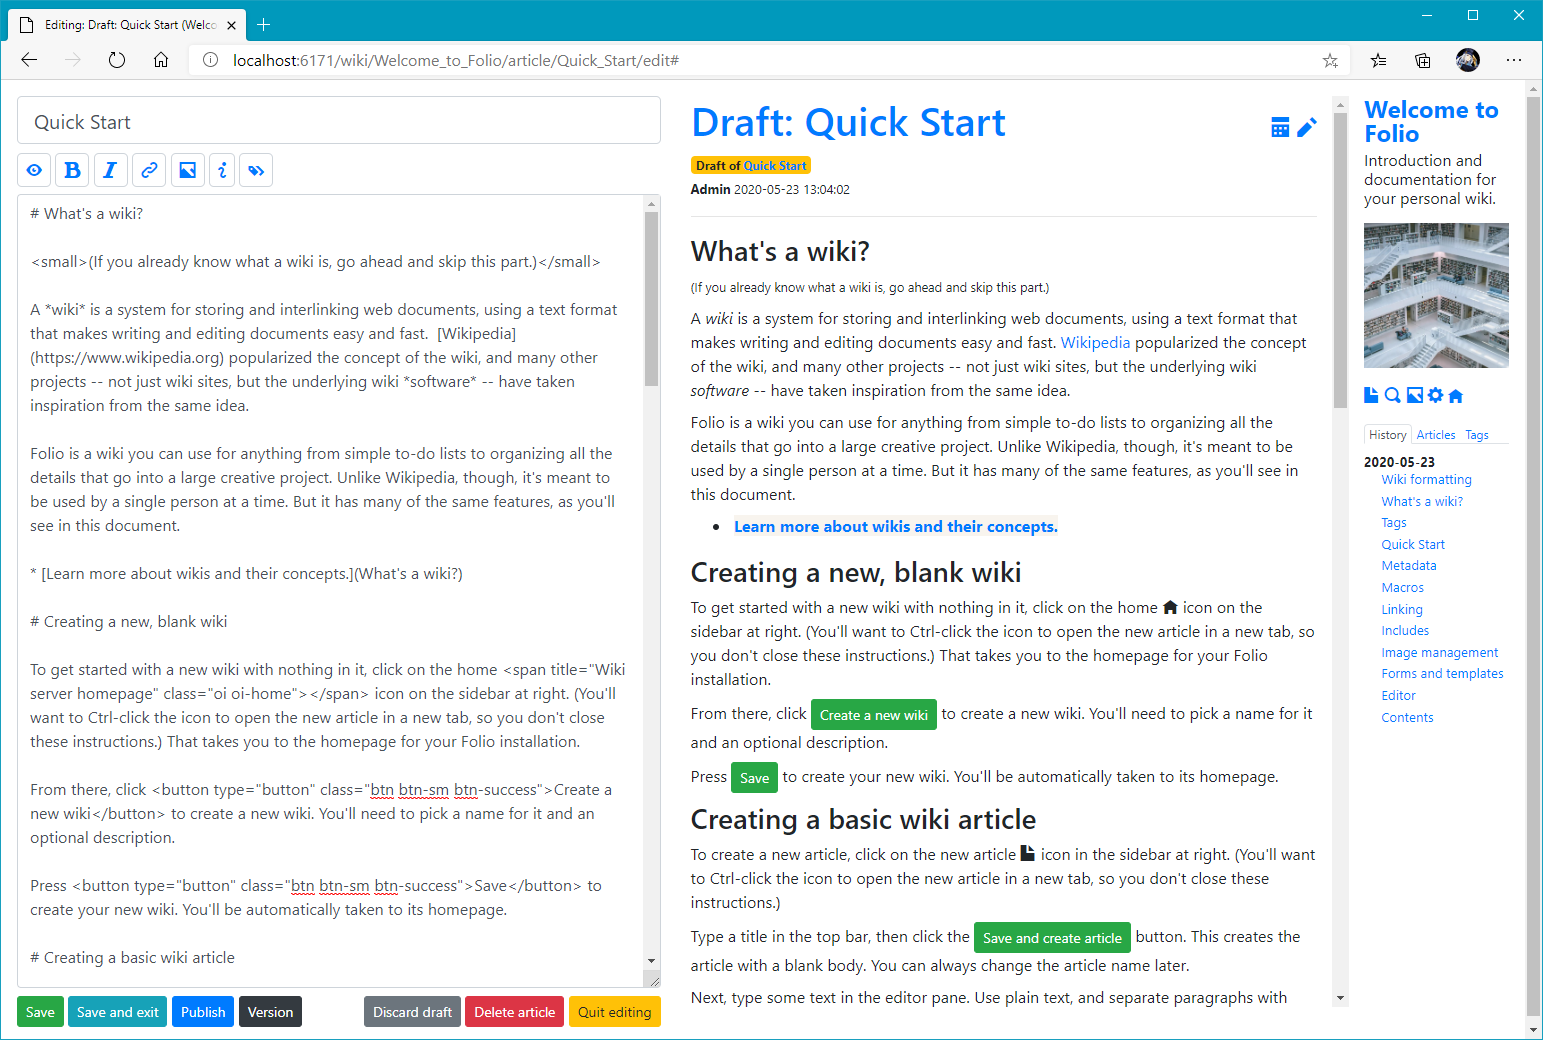 Editing: Draft: Quick Start (Welco
localhost:6171/wiki/Welcome_to_Folio/article/Quick_Start/edit#
Quick Start
B I i
# What's a wiki?
<small>(If you already know what a wiki is, go ahead and skip this part.)</small>
A *wiki* is a system for storing and interlinking web documents, using a text format
that makes writing and editing documents easy and fast.  [Wikipedia]
(https://www.wikipedia.org) popularized the concept of the wiki, and many other
projects -- not just wiki sites, but the underlying wiki *software* -- have taken
inspiration from the same idea.
Folio is a wiki you can use for anything from simple to-do lists to organizing all the
details that go into a large creative project. Unlike Wikipedia, though, it's meant to
be used by a single person at a time. But it has many of the same features, as you'll
see in this document.
* [Learn more about wikis and their concepts.](What's a wiki?)
# Creating a new, blank wiki
To get started with a new wiki with nothing in it, click on the home <span title="Wiki
server homepage" class="oi oi-home"></span> icon on the sidebar at right. (You'll
want to Ctrl-click the icon to open the new article in a new tab, so you don't close
these instructions.) That takes you to the homepage for your Folio installation.
From there, click <button type="button" class="btn btn-sm btn-success">Create a
new wiki</button> to create a new wiki. You'll need to pick a name for it and an
optional description.
Press <button type="button" class="btn btn-sm btn-success">Save</button> to
create your new wiki. You'll be automatically taken to its homepage.
# Creating a basic wiki article
Save Save and exit Publish Version Discard draft Delete article Quit editing
Draft: Quick Start
Draft of Quick Start
Admin 2020-05-23 13:04:02
What's a wiki?
(If you already know what a wiki is, go ahead and skip this part.)
A wiki is a system for storing and interlinking web documents, using a text format that
makes writing and editing documents easy and fast. Wikipedia popularized the concept
of the wiki, and many other projects -- not just wiki sites, but the underlying wiki
software -- have taken inspiration from the same idea.
Folio is a wiki you can use for anything from simple to-do lists to organizing all the
details that go into a large creative project. Unlike Wikipedia, though, it's meant to be
used by a single person at a time. But it has many of the same features, as you'll see in
this document.
• Learn more about wikis and their concepts.
Creating a new, blank wiki
To get started with a new wiki with nothing in it, click on the home icon on the
sidebar at right. (You'll want to Ctrl-click the icon to open the new article in a new tab, so
you don't close these instructions.) That takes you to the homepage for your Folio
installation.
From there, click Create a new wiki to create a new wiki. You'll need to pick a name for it
and an optional description.
Press Save to create your new wiki. You'll be automatically taken to its homepage.
Creating a basic wiki article
To create a new article, click on the new article icon in the sidebar at right. (You'll want
to Ctrl-click the icon to open the new article in a new tab, so you don't close these
instructions.)
Type a title in the top bar, then click the Save and create article button. This creates the
article with a blank body. You can always change the article name later.
Next, type some text in the editor pane. Use plain text, and separate paragraphs with
Welcome to
Folio
Introduction and
documentation for
your personal wiki.
History Articles Tags
2020-05-23
Wiki formatting
What's a wiki?
Tags
Quick Start
Metadata
Macros
Linking
Includes
Image management
Forms and templates
Editor
Contents